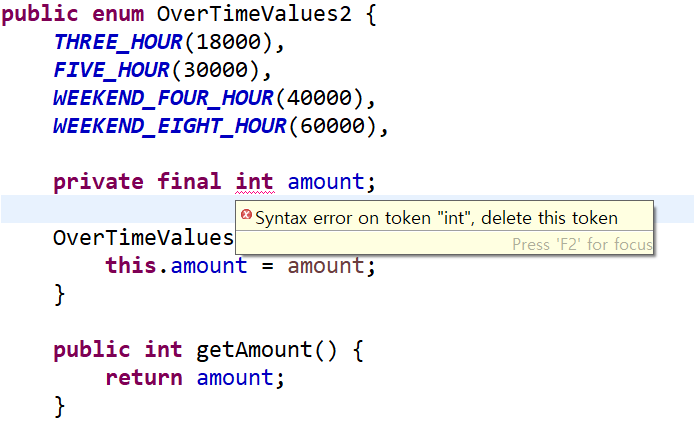 public enum OverTimeValues2 {
THREE_HOUR(18000),
FIVE_HOUR(30000),
WEEKEND_FOUR_HOUR(40000),
WEEKEND_EIGHT_HOUR(60000),
private final int amount;
Syntax error on token "int", delete this token
Press 'F2' for focus
OverTimeValues
this.amount = amount;
}
public int getAmount() {
return amount;
}